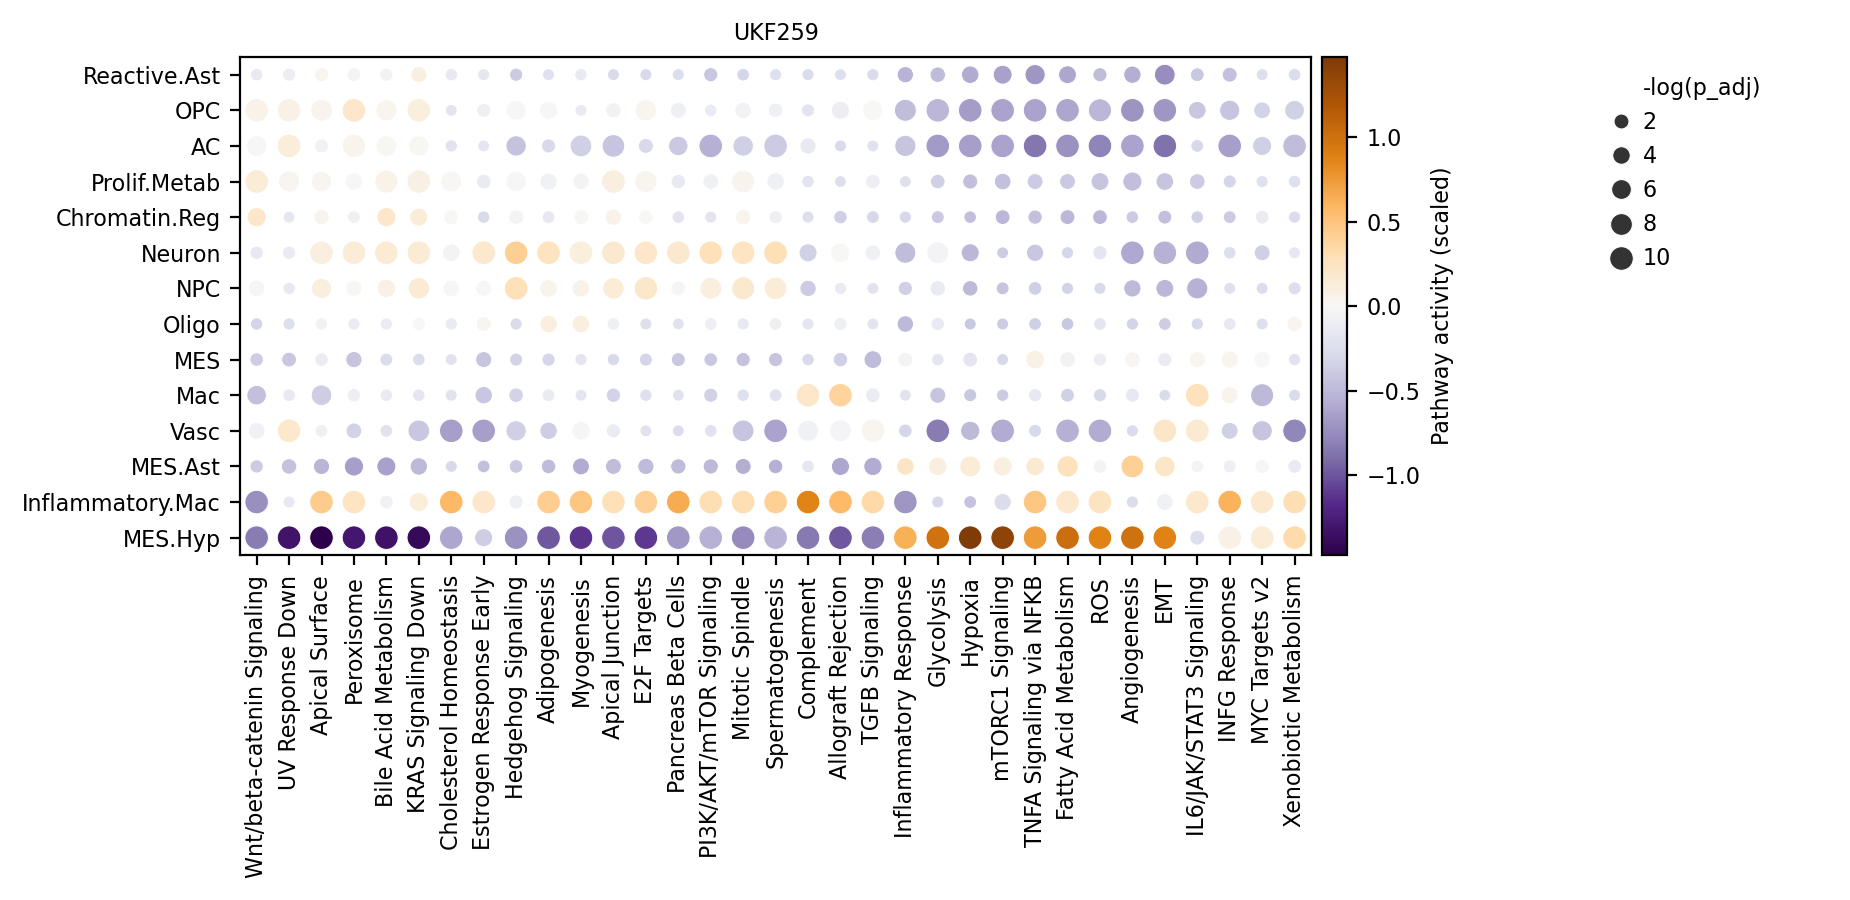 UKF259
Reactive.Ast
OPC
AC
Prolif.Metab
Chromatin.Reg
Neuron
NPC
Oligo
MES
Mac
Vasc
MES.Ast
Inflammatory.Mac
MES.Hyp
Wnt/beta-catenin Signaling
UV Response Down
Apical Surface
Peroxisome
Bile Acid Metabolism
KRAS Signaling Down
Cholesterol Homeostasis
Estrogen Response Early
Hedgehog Signaling
Adipogenesis
Myogenesis
Apical Junction
E2F Targets
Pancreas Beta Cells
PI3K/AKT/mTOR Signaling
Mitotic Spindle
Spermatogenesis
Complement
Allograft Rejection
TGFB Signaling
Inflammatory Response
Glycolysis
Hypoxia
mTORC1 Signaling
TNFA Signaling via NFKB
Fatty Acid Metabolism
ROS
Angiogenesis
EMT
IL6/JAK/STAT3 Signaling
INFG Response
MYC Targets v2
Xenobiotic Metabolism
1.0
0.5
0.0
−0.5
−1.0
Pathway activity (scaled)
-log(p_adj)
2
4
6
8
10